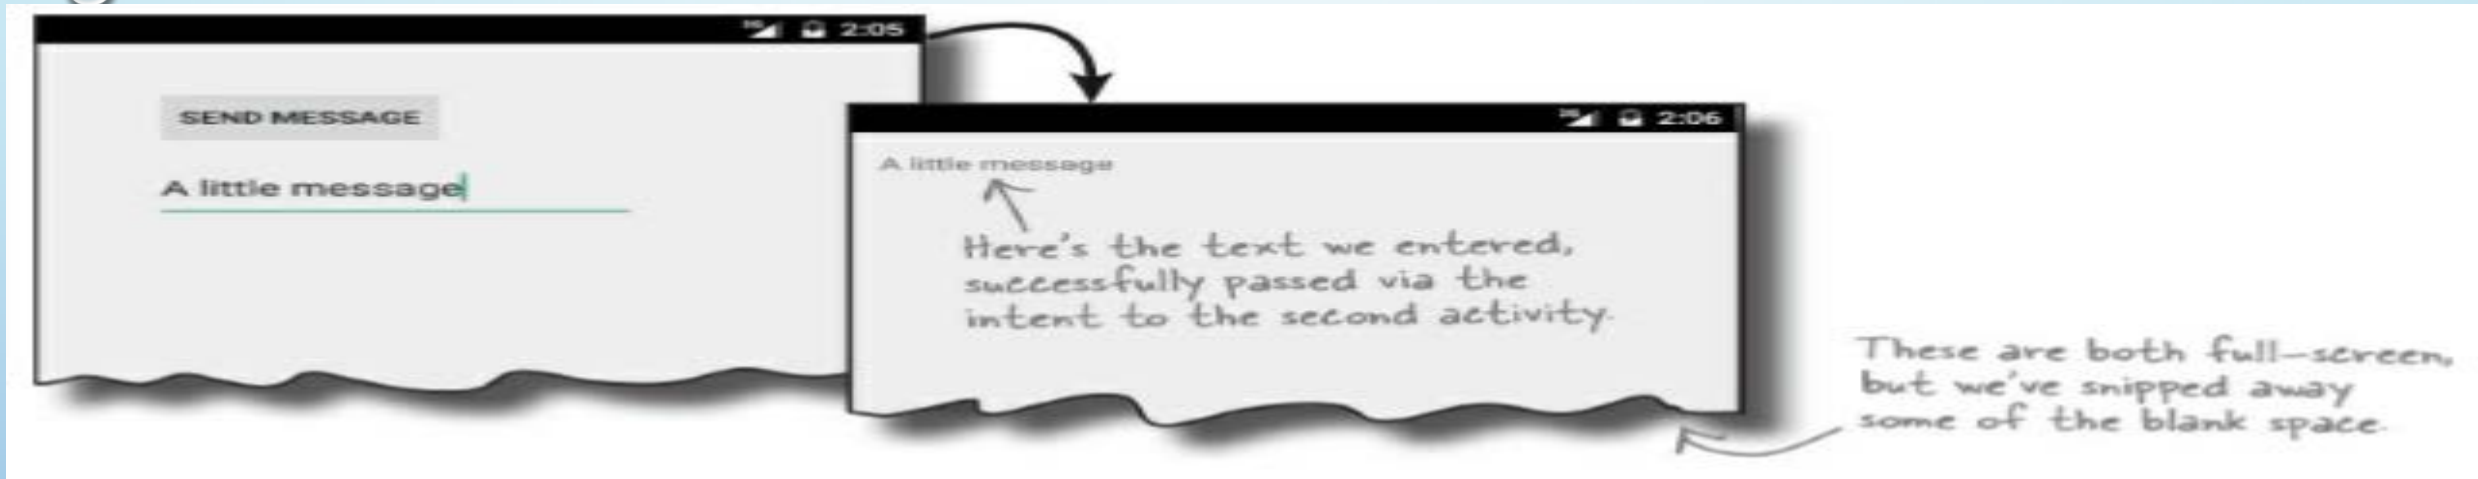 3G 2:05
SEND MESSAGE
A little message
3G 2:06
A little message
Here's the text we entered,
successfully passed via the
intent to the second activity.
These are both full-screen,
but we've snipped away
some of the blank space.